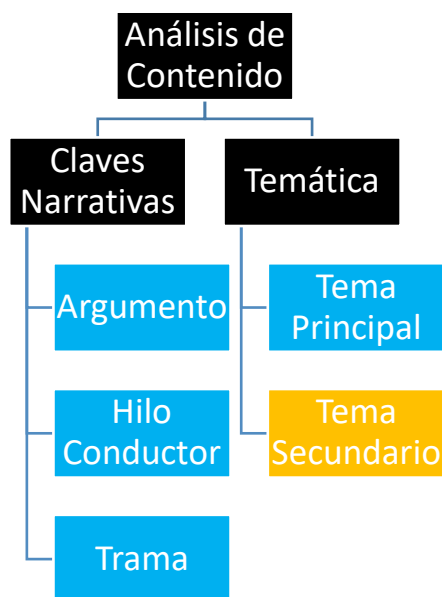 Análisis de
Contenido
Claves
Narrativas
Temática
Argumento
Tema
Principal
Hilo
Conductor
Tema
Secundario
Trama